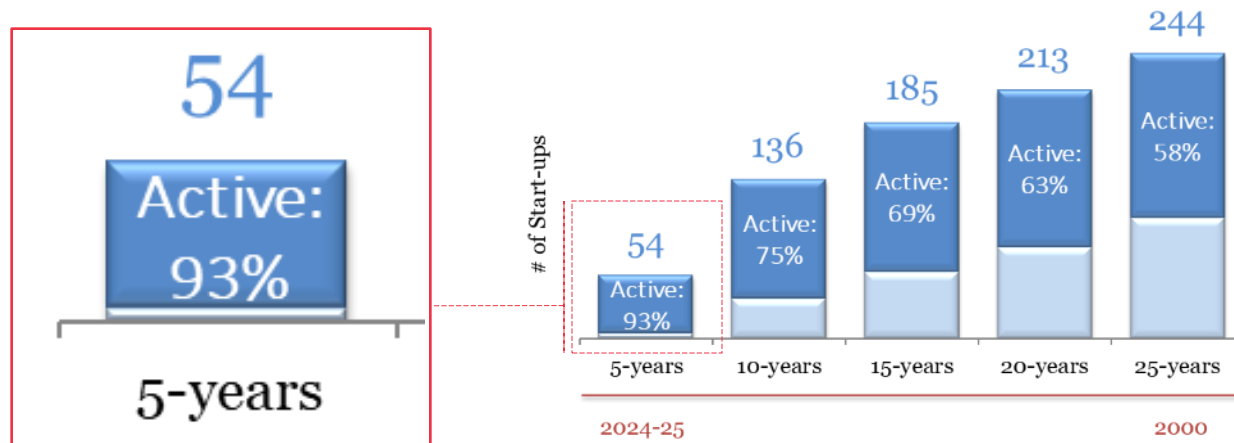 54
Active:
93%
5-years
# of Start-ups
54
Active:
93%
136
Active:
75%
185
Active:
69%
213
Active:
63%
244
Active:
58%
5-years
10-years
15-years
20-years
25-years
2024-25
2000